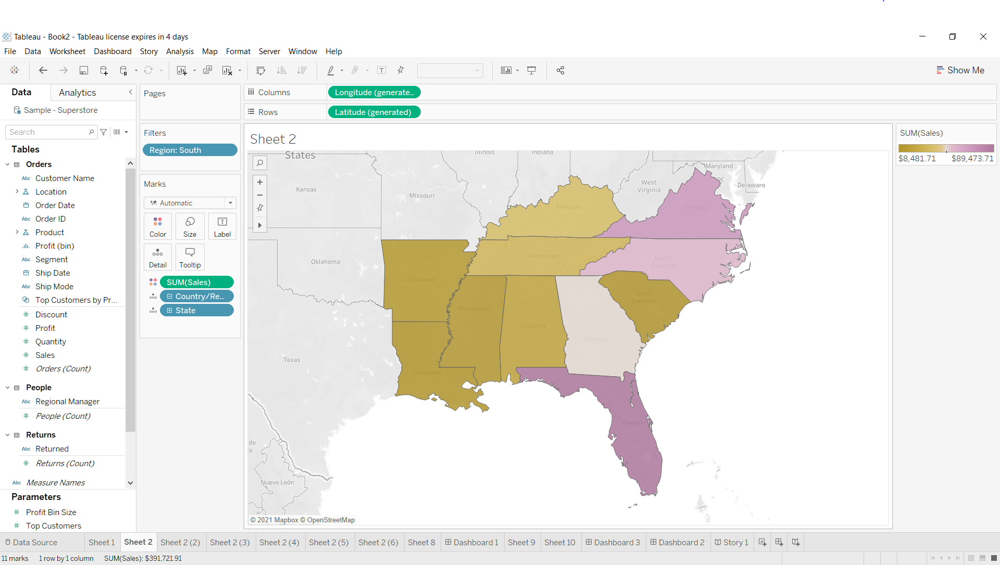 Tableau - Book2 - Tableau license expires in 4 days
File Data Worksheet Dashboard Story Analysis Map Format Server Window Help
Show Me
Data
Analytics
Sample - Superstore
Search
Tables
Orders
Abc Customer Name
Location
Order Date
Abc Order ID
Product
Profit (bin)
Abc Segment
Ship Date
Abc Ship Mode
Top Customers by Pr...
Discount
Profit
Quantity
Sales
Orders (Count)
People
Abc Regional Manager
People (Count)
Returns
Abc Returned
Returns (Count)
Abc Measure Names
Parameters
Profit Bin Size
Top Customers
Pages
Filters
Region: South
Marks
Automatic
Color
Size
Label
Detail
Tooltip
SUM(Sales)
Country/Re..
State
Columns
Longitude (generate..
Rows
Latitude (generated)
Sheet 2
States
Illinois
Indiana
Maryland
DC
Delaware
West
Virginia
Kansas
Missouri
Kentucky
Virginia
Oklahoma
Tennessee
North
Carolina
Arkansas
South
Carolina
Mississippi
Alabama
Georgia
Texas
Louisiana
Florida
de
za
Nuevo León
© 2021 Mapbox © OpenStreetMap
SUM(Sales)
$8,481.71
$89,473.71
Data Source
Sheet 1
Sheet 2
Sheet 2 (2)
Sheet 2 (3)
Sheet 2 (4)
Sheet 2 (5)
Sheet 2 (6)
Sheet 8
Dashboard 1
Sheet 9
Sheet 10
Dashboard 3
Dashboard 2
Story 1
11 marks
1 row by 1 column
SUM(Sales): $391,721.91